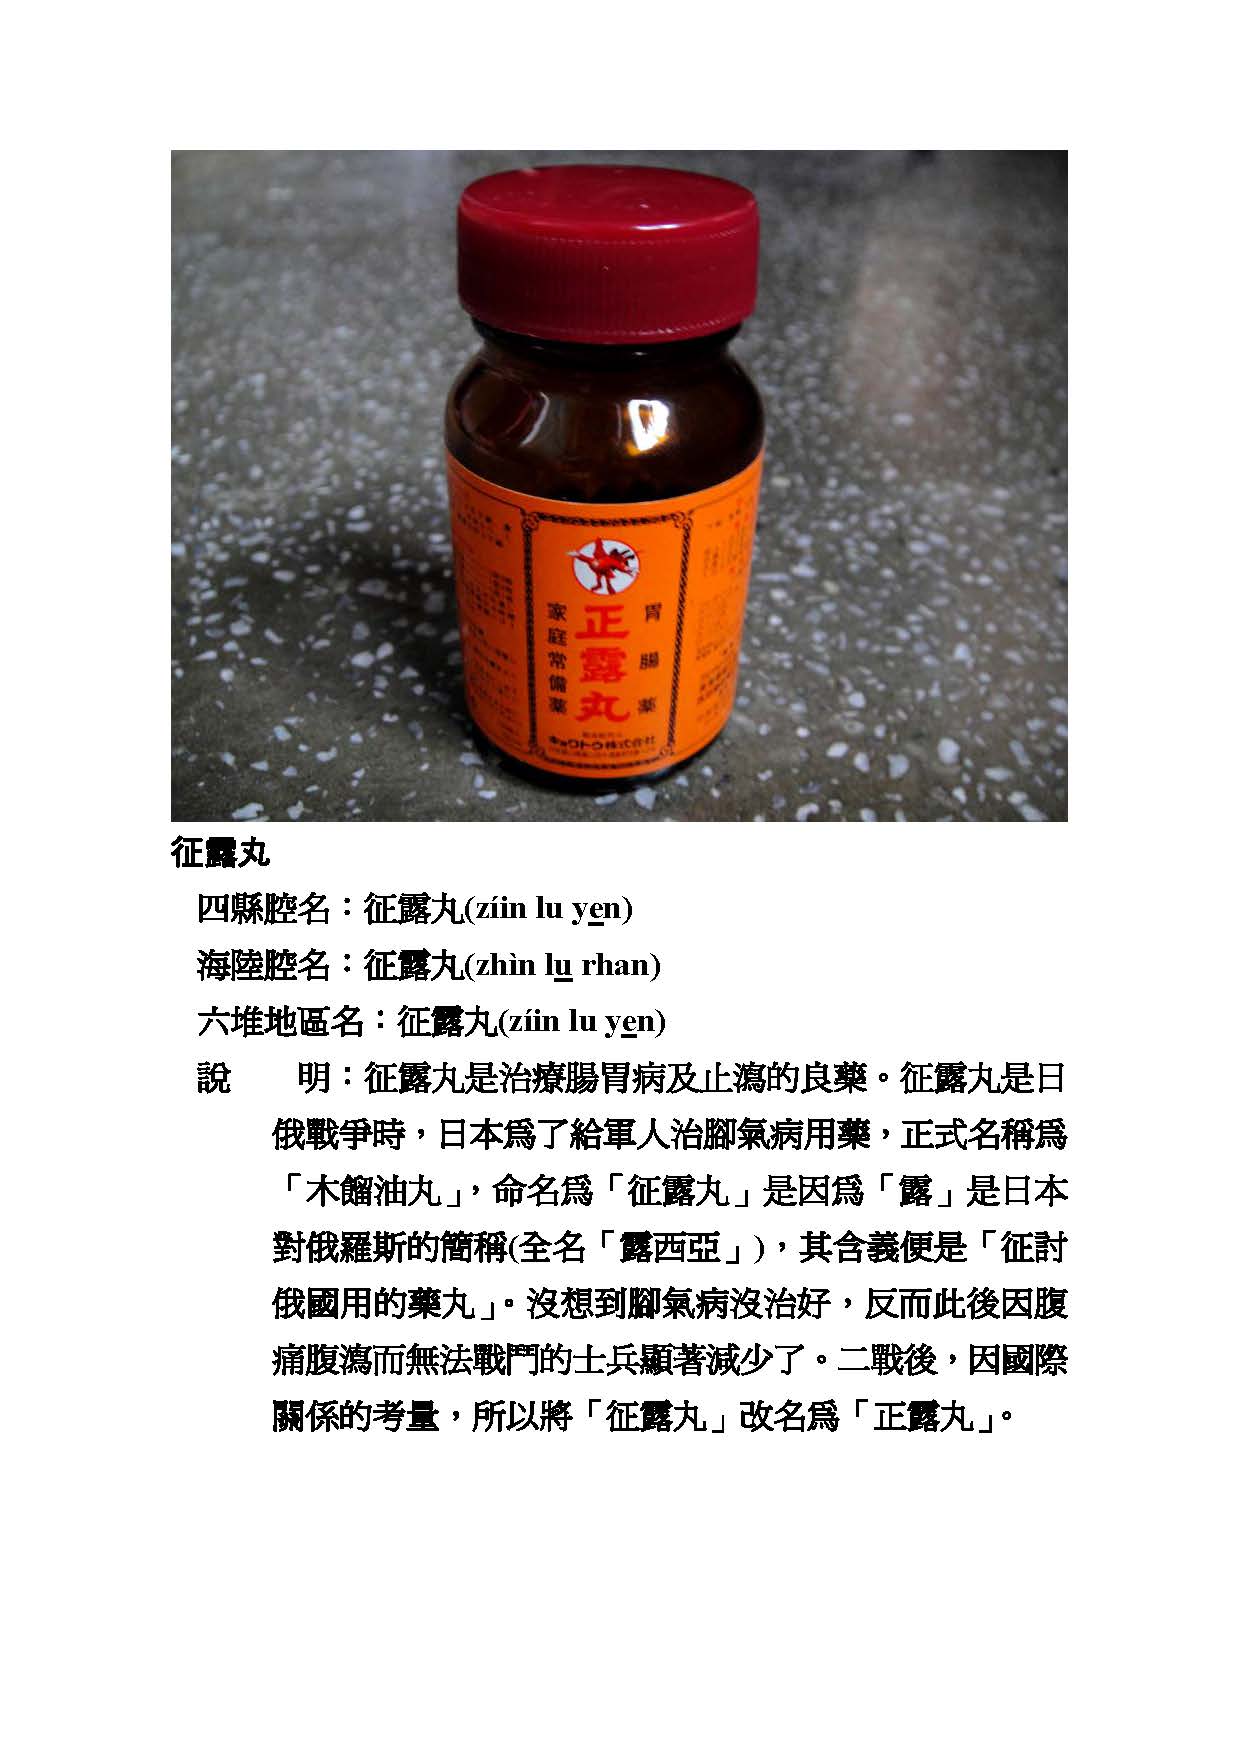 胃腸薬
正露丸
家庭常備薬
キョクトウ株式会社
征露丸
四縣腔名：征露丸(zíin lu yen)
海陸腔名：征露丸(zhìn lu rhan)
六堆地區名：征露丸(zíin lu yen)
說　　明：征露丸是治療腸胃病及止瀉的良藥。征露丸是日
俄戰爭時，日本為了給軍人治腳氣病用藥，正式名稱為
「木餾油丸」，命名為「征露丸」是因為「露」是日本
對俄羅斯的簡稱(全名「露西亞」)，其含義便是「征討
俄國用的藥丸」。沒想到腳氣病沒治好，反而此後因腹
痛腹瀉而無法戰鬥的士兵顯著減少了。二戰後，因國際
關係的考量，所以將「征露丸」改名為「正露丸」。